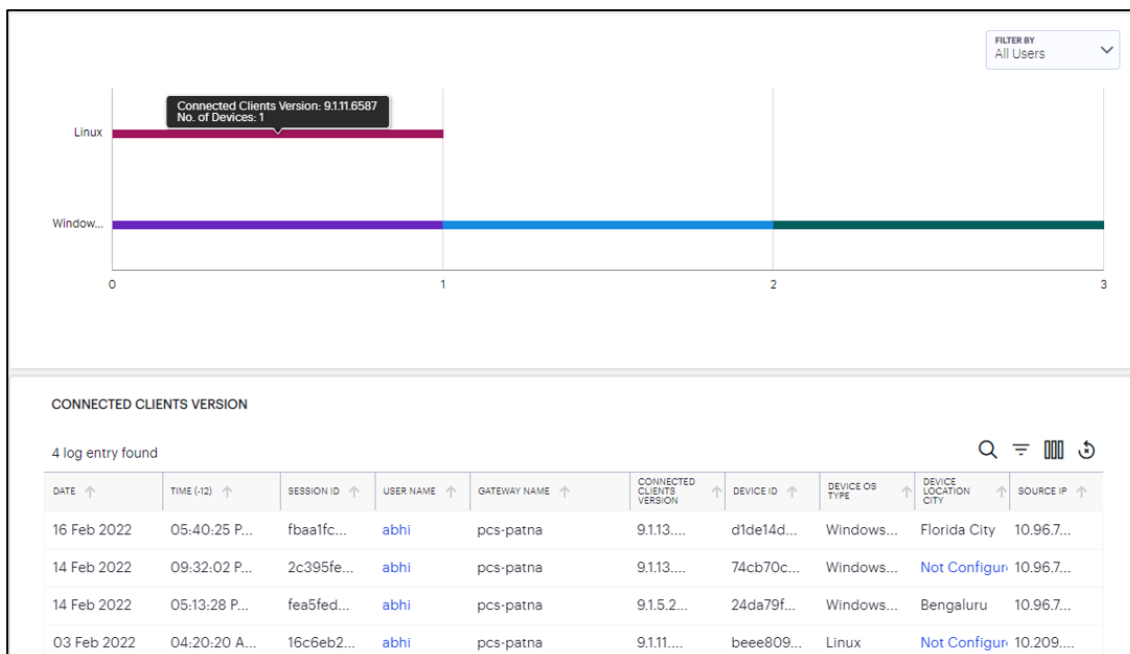 FILTER BY
All Users
Connected Clients Version: 9.1.11.6587
No. of Devices: 1
Linux
Window...
0 1 2 3
CONNECTED CLIENTS VERSION
4 log entry found
DATE TIME (-12) SESSION ID USER NAME GATEWAY NAME CONNECTED CLIENTS VERSION DEVICE ID DEVICE OS TYPE DEVICE LOCATION CITY SOURCE IP
16 Feb 2022 05:40:25 P... fbaa1fc... abhi pcs-patna 9.1.13.... d1de14d... Windows... Florida City 10.96.7...
14 Feb 2022 09:32:02 P... 2c395fe... abhi pcs-patna 9.1.13.... 74cb70c... Windows... Not Configur 10.96.7...
14 Feb 2022 05:13:28 P... fea5fed... abhi pcs-patna 9.1.5.2... 24da79f... Windows... Bengaluru 10.96.7...
03 Feb 2022 04:20:20 A... 16c6eb2... abhi pcs-patna 9.1.11.... beee809... Linux Not Configur 10.209....